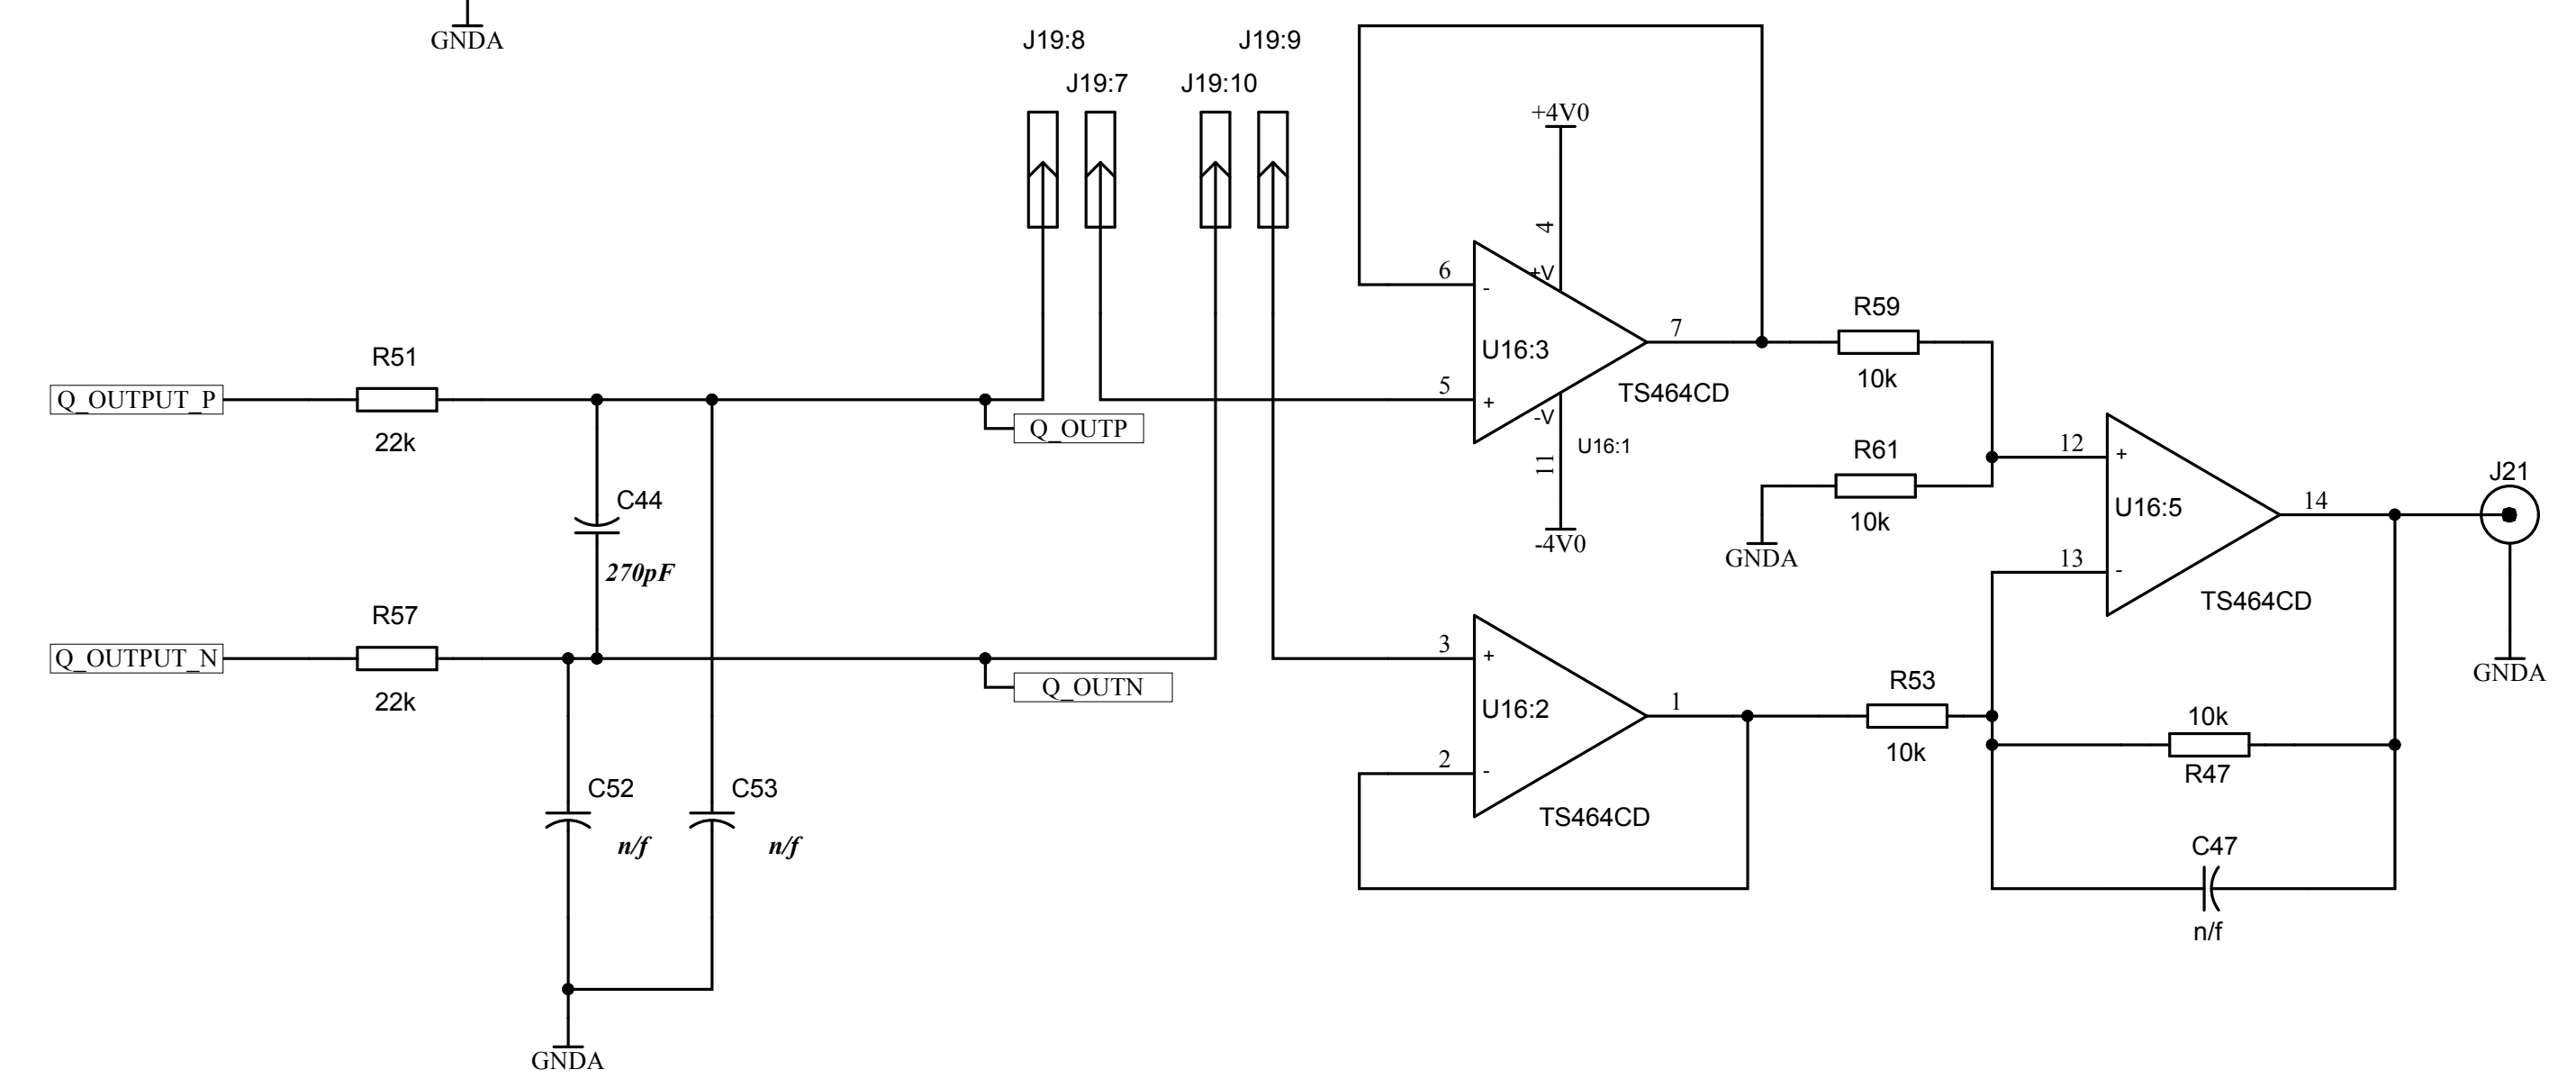 GNDA
J19:8
J19:9
J19:7
J19:10
+4V0
4
+V
6
-
U16:3
7
5
+
-V
TS464CD
U16:1
11
-4V0
R59
10k
R61
10k
GNDA
12
+
U16:5
14
13
-
TS464CD
J21
GNDA
R51
Q_OUTPUT_P
22k
Q_OUTP
C44
270pF
R57
Q_OUTPUT_N
22k
Q_OUTN
3
+
U16:2
1
2
-
TS464CD
R53
10k
10k
R47
C52
n/f
C53
n/f
C47
n/f
GNDA